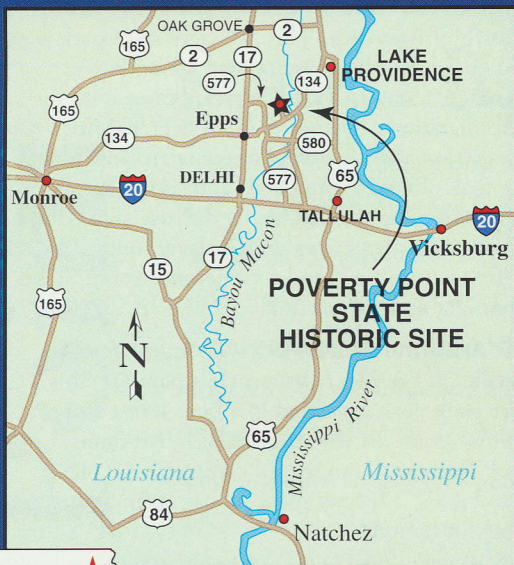 OAK GROVE
2
165
2
17
577
134
LAKE
PROVIDENCE
165
Epps
134
580
DELHI
577
65
20
Monroe
TALLULAH
20
Vicksburg
15
17
Bayou Macon
POVERTY POINT
STATE
HISTORIC SITE
165
N
Mississippi River
65
Louisiana
Mississippi
84
Natchez